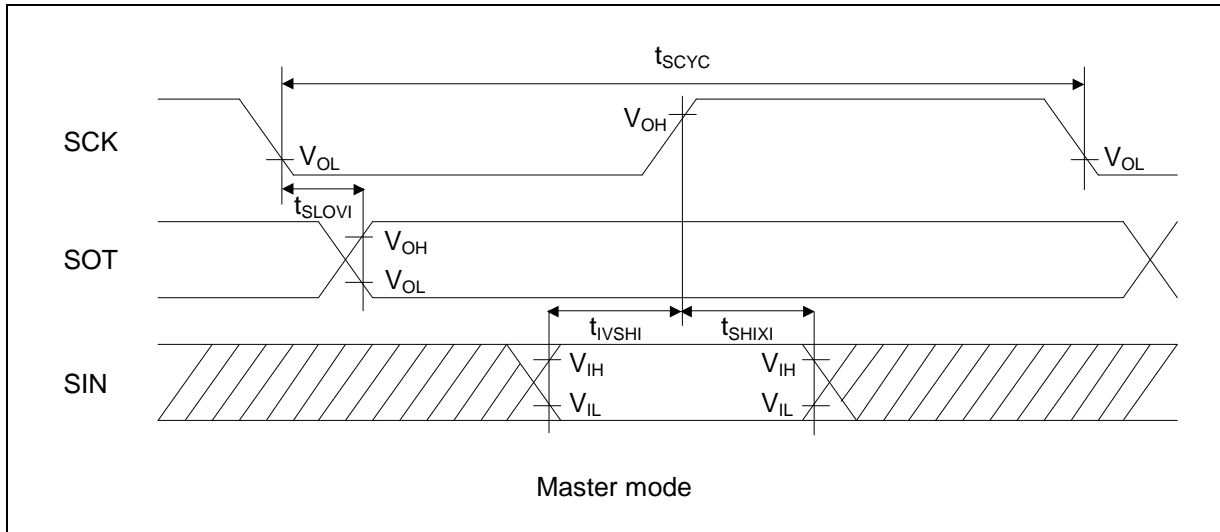 tSCYC
SCK
VOH
VOL
VOL
tSLOVI
SOT
VOH
VOL
tIVSHI
tSHIXI
SIN
VIH
VIH
VIL
VIL
Master mode